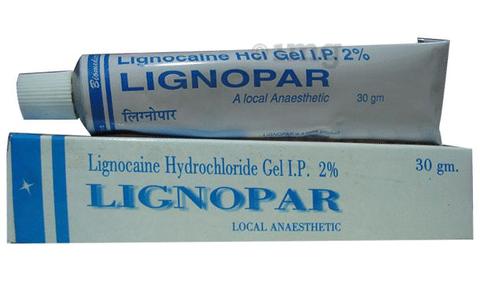 Lignocaine Hcl Gel I.P. 2%
LIGNOPAR
A local Anaesthetic
30 gm
लिग्नोपार
Lignocaine Hydrochloride Gel I.P. 2%
30 gm.
LIGNOPAR
LOCAL ANAESTHETIC